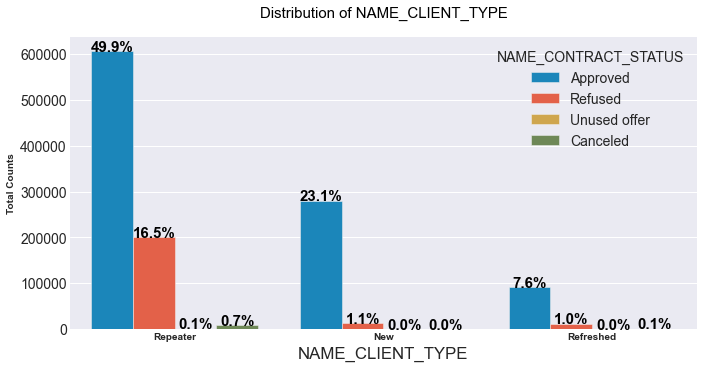 Distribution of NAME_CLIENT_TYPE
NAME_CONTRACT_STATUS
Approved
Refused
Unused offer
Canceled
Total Counts
600000
500000
400000
300000
200000
100000
0
49.9%
16.5%
0.1%
0.7%
23.1%
1.1%
0.0%
0.0%
7.6%
1.0%
0.0%
0.1%
Repeater
New
Refreshed
NAME_CLIENT_TYPE